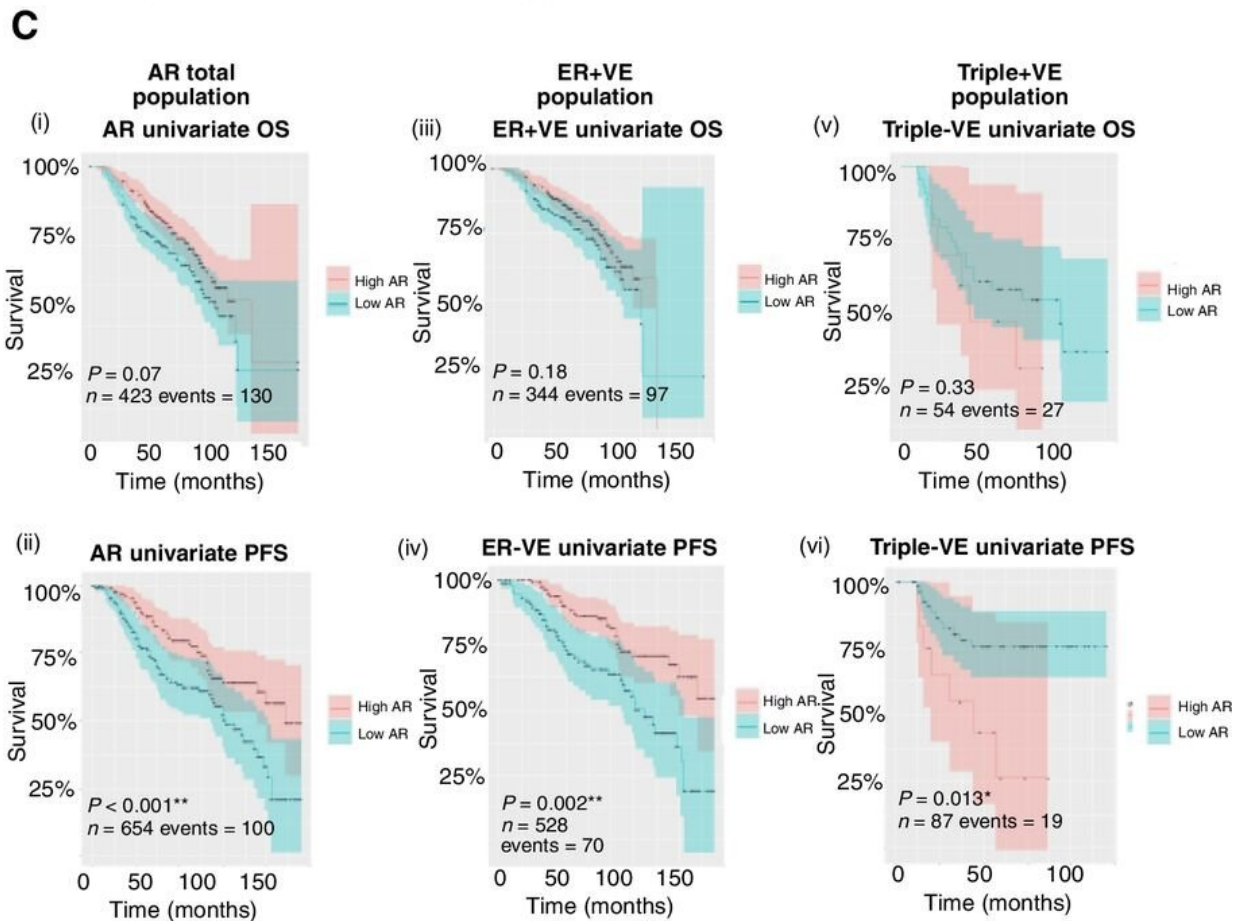 C
AR total
population
(i)
AR univariate OS
100%
75%
50%
25%
Survival
High AR
Low AR
P = 0.07
n = 423 events = 130
0 50 100 150
Time (months)
ER+VE
population
(iii)
ER+VE univariate OS
100%
75%
50%
25%
Survival
High AR
Low AR
P = 0.18
n = 344 events = 97
0 50 100 150
Time (months)
Triple+VE
population
(v)
Triple-VE univariate OS
100%
75%
50%
25%
Survival
High AR
Low AR
P = 0.33
n = 54 events = 27
0 50 100
Time (months)
(ii)
AR univariate PFS
100%
75%
50%
25%
Survival
High AR
Low AR
P < 0.001**
n = 654 events = 100
0 50 100 150
Time (months)
(iv)
ER-VE univariate PFS
100%
75%
50%
25%
Survival
High AR
Low AR
P = 0.002**
n = 528
events = 70
0 50 100 150
Time (months)
(vi)
Triple-VE univariate PFS
100%
75%
50%
25%
Survival
High AR
Low AR
P = 0.013*
n = 87 events = 19
0 50 100
Time (months)